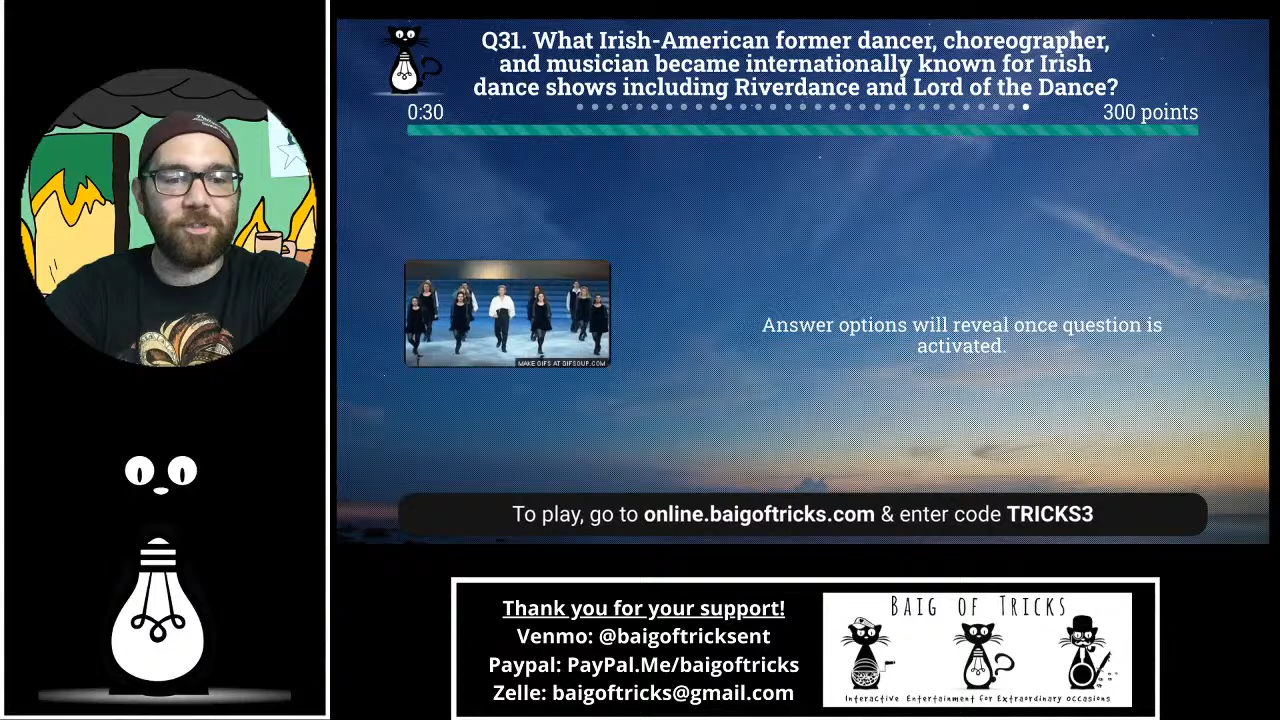 Q31. What Irish-American former dancer, choreographer,
and musician became internationally known for Irish
dance shows including Riverdance and Lord of the Dance?
0:30
300 points
MAKE GIFS AT GIFSOUP.COM
Answer options will reveal once question is
activated.
To play, go to online.baigoftricks.com & enter code TRICKS3
Thank you for your support!
Venmo: @baigoftricksent
Paypal: PayPal.Me/baigoftricks
Zelle: baigoftricks@gmail.com
BAIG OF TRICKS
Interactive Entertainment for Extraordinary occasions